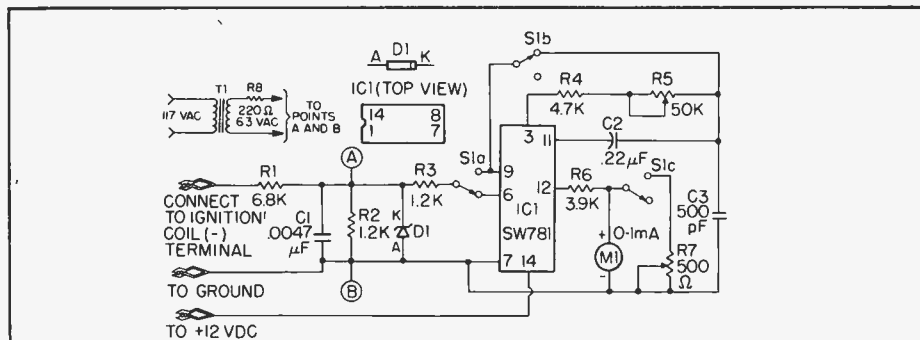 S1b
A D1 K
IC1 (TOP VIEW)
14 8
1 7
117 VAC
T1
R8
220Ω
6.3 VAC
TO
POINTS
A AND B
R4
4.7K
R5
50K
3 11
C2
.22µF
A
R1
6.8K
R3
1.2K
S1a
9
6
12
IC1
SW781
R6
3.9K
S1c
C3
500
pF
CONNECT
TO IGNITION
COIL (-)
TERMINAL
C1
.0047
µF
R2
1.2K
K
D1
A
+ 0-1mA
M1
-
R7
500
Ω
7 14
B
TO GROUND
TO +12 VDC